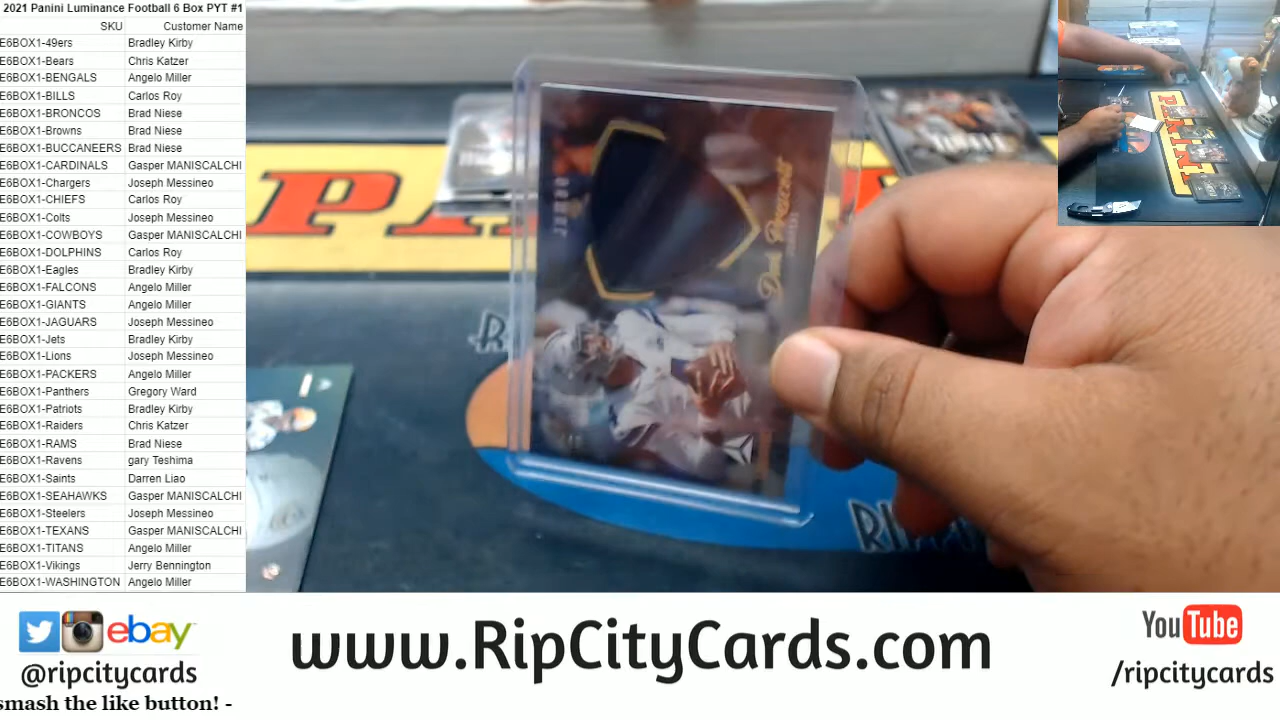 2021 Panini Luminance Football 6 Box PYT #1
SKU Customer Name
E6BOX1-49ers Bradley Kirby
E6BOX1-Bears Chris Katzer
E6BOX1-BENGALS Angelo Miller
E6BOX1-BILLS Carlos Roy
E6BOX1-BRONCOS Brad Niese
E6BOX1-Browns Brad Niese
E6BOX1-BUCCANEERS Brad Niese
E6BOX1-CARDINALS Gasper MANISCALCHI
E6BOX1-Chargers Joseph Messineo
E6BOX1-CHIEFS Carlos Roy
E6BOX1-Colts Joseph Messineo
E6BOX1-COWBOYS Gasper MANISCALCHI
E6BOX1-DOLPHINS Carlos Roy
E6BOX1-Eagles Bradley Kirby
E6BOX1-FALCONS Angelo Miller
E6BOX1-GIANTS Angelo Miller
E6BOX1-JAGUARS Joseph Messineo
E6BOX1-Jets Bradley Kirby
E6BOX1-Lions Joseph Messineo
E6BOX1-PACKERS Angelo Miller
E6BOX1-Panthers Gregory Ward
E6BOX1-Patriots Bradley Kirby
E6BOX1-Raiders Chris Katzer
E6BOX1-RAMS Brad Niese
E6BOX1-Ravens gary Teshima
E6BOX1-Saints Darren Liao
E6BOX1-SEAHAWKS Gasper MANISCALCHI
E6BOX1-Steelers Joseph Messineo
E6BOX1-TEXANS Gasper MANISCALCHI
E6BOX1-TITANS Angelo Miller
E6BOX1-Vikings Jerry Bennington
E6BOX1-WASHINGTON Angelo Miller
PANINI
Dak Prescott
ebay
@ripcitycards
smash the like button! -
www.RipCityCards.com
YouTube
/ripcitycards